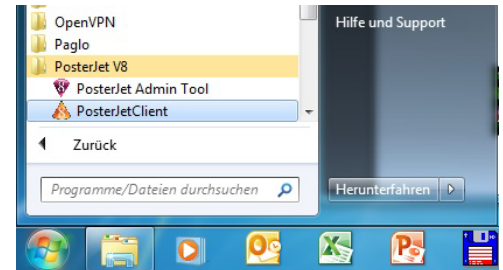 OpenVPN
Paglo
PosterJet V8
PosterJet Admin Tool
PosterJetClient
Zurück
Programme/Dateien durchsuchen
Hilfe und Support
Herunterfahren